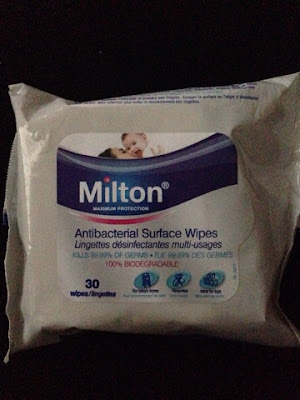 Milton®
MAXIMUM PROTECTION
Antibacterial Surface Wipes
Lingettes désinfectantes multi-usages
KILLS 99.99% OF GERMS • TUE 99,99% DES GERMES
100% BIODEGRADABLE
30
wipes/lingettes